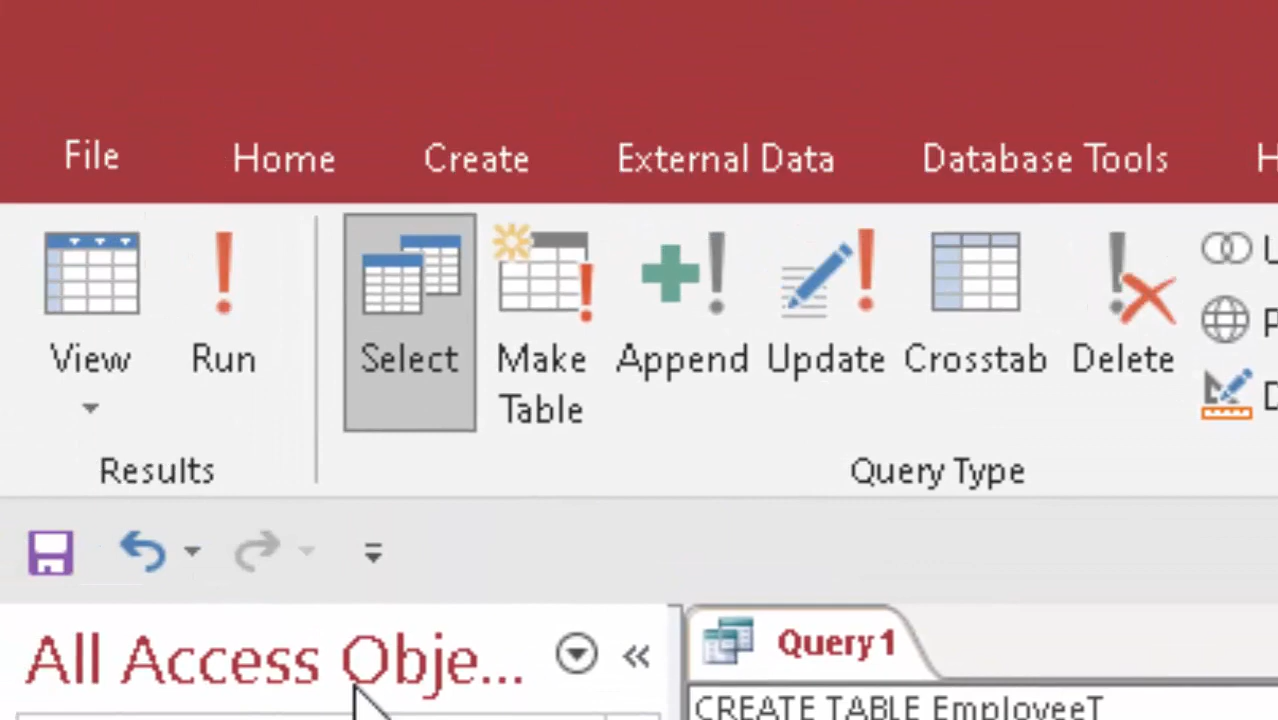 File Home Create External Data Database Tools H
View Run Select Make Table Append Update Crosstab Delete
Results Query Type
All Access Obje... Query1
CREATE TABLE EmployeeT